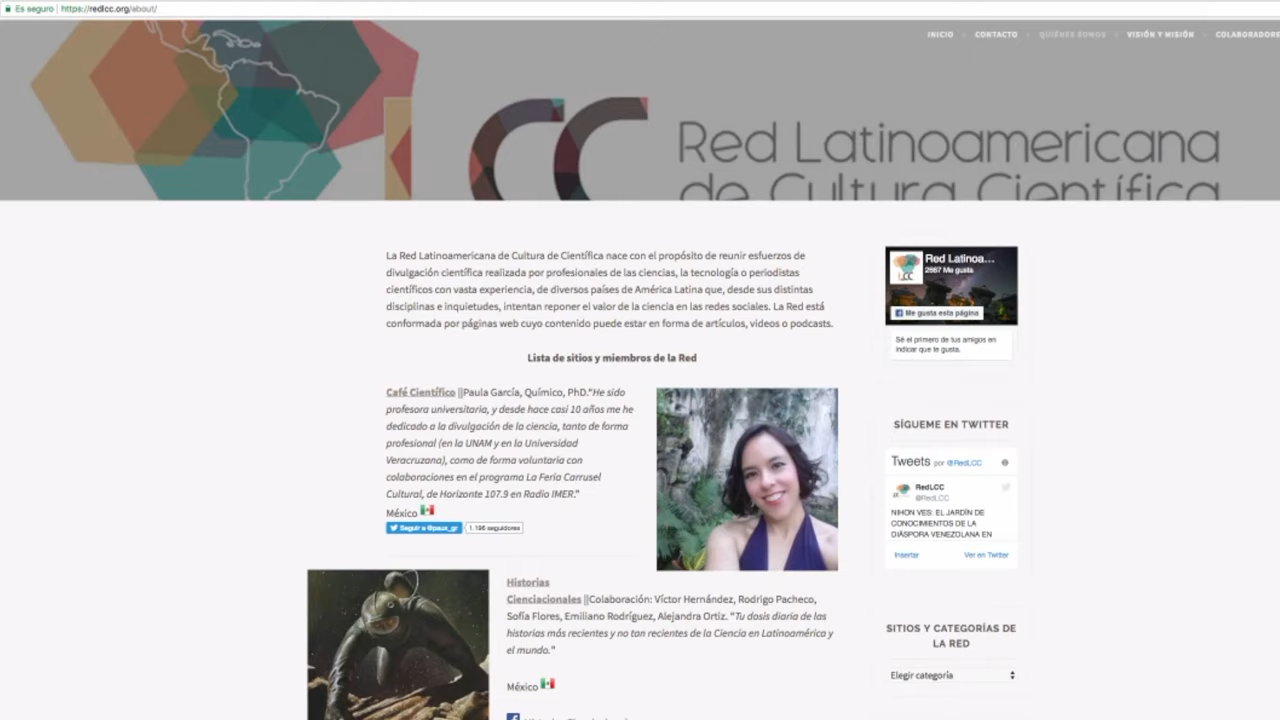 Es seguro | https://redlcc.org/about/
INICIO
CONTACTO
QUIÉNES SOMOS
VISIÓN Y MISIÓN
COLABORADORE
LCC
Red Latinoamericana
de Cultura Científica
La Red Latinoamericana de Cultura de Científica nace con el propósito de reunir esfuerzos de
divulgación científica realizada por profesionales de las ciencias, la tecnología o periodistas
científicos con vasta experiencia, de diversos países de América Latina que, desde sus distintas
disciplinas e inquietudes, intentan reponer el valor de la ciencia en las redes sociales. La Red está
conformada por páginas web cuyo contenido puede estar en forma de artículos, videos o podcasts.
Lista de sitios y miembros de la Red
Café Científico ||Paula García, Químico, PhD."He sido
profesora universitaria, y desde hace casi 10 años me he
dedicado a la divulgación de la ciencia, tanto de forma
profesional (en la UNAM y en la Universidad
Veracruzana), como de forma voluntaria con
colaboraciones en el programa La Feria Carrusel
Cultural, de Horizonte 107.9 en Radio IMER."
México
Seguir a @paux_gr
1.196 seguidores
Historias
Cienciacionales ||Colaboración: Víctor Hernández, Rodrigo Pacheco,
Sofía Flores, Emiliano Rodríguez, Alejandra Ortiz. "Tu dosis diaria de las
historias más recientes y no tan recientes de la Ciencia en Latinoamérica y
el mundo."
México
Red Latinoa...
2667 Me gusta
LCC
Me gusta esta página
Sé el primero de tus amigos en
indicar que te gusta.
SÍGUEME EN TWITTER
Tweets por @RedLCC
RedLCC
@RedLCC
NIHON VES: EL JARDÍN DE
CONOCIMIENTOS DE LA
DIÁSPORA VENEZOLANA EN
Insertar
Ver en Twitter
SITIOS Y CATEGORÍAS DE
LA RED
Elegir categoría